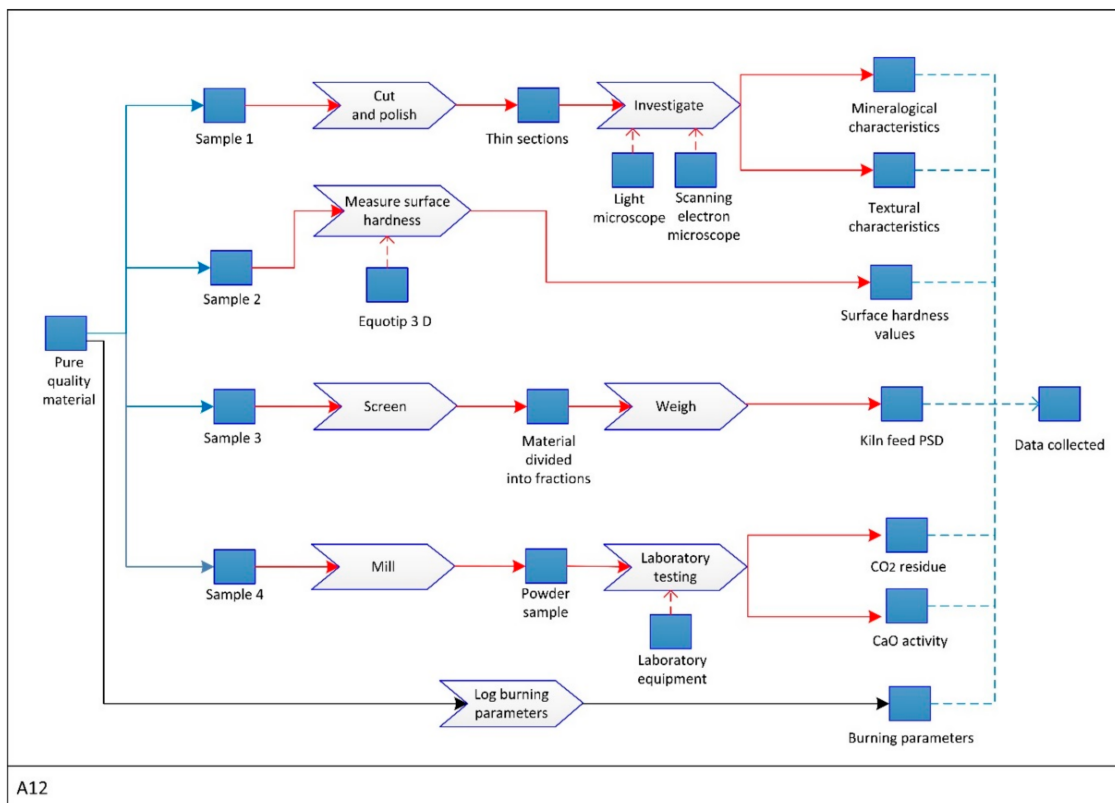 Cut
and polish
Investigate
Sample 1
Thin sections
Mineralogical
characteristics
Light
microscope
Scanning
electron
microscope
Textural
characteristics
Measure surface
hardness
Sample 2
Equotip 3 D
Surface hardness
values
Pure
quality
material
Screen
Weigh
Sample 3
Material
divided
into fractions
Kiln feed PSD
Data collected
Mill
Laboratory
testing
Sample 4
Powder
sample
CO2 residue
Laboratory
equipment
CaO activity
Log burning
parameters
Burning parameters
A12